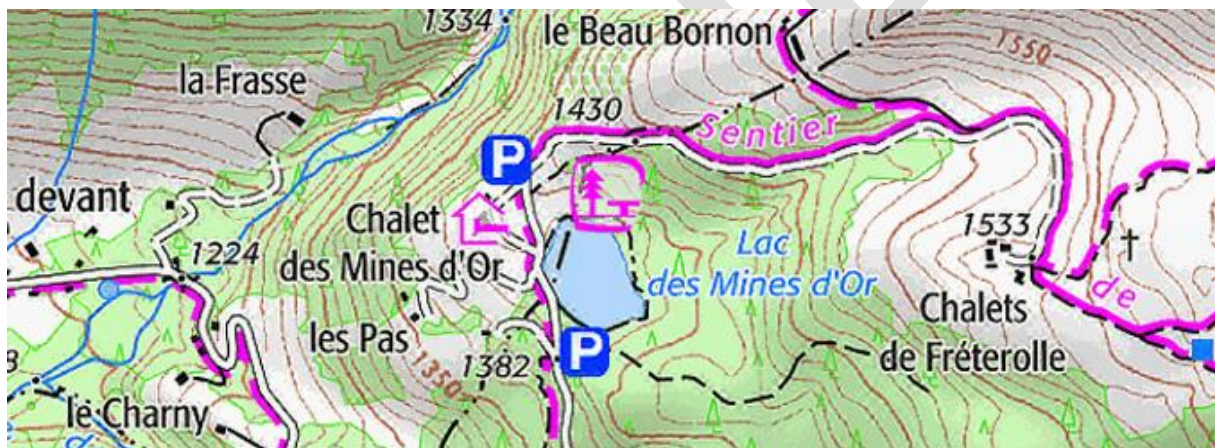 1334
le Beau Bornon
1550
la Frasse
1430
Sentier
P
devant
Chalet
des Mines d'Or
1533
1224
Lac
des Mines d'Or
de
Chalets
de Fréterolle
les Pas
P
1382
1350
le Charny